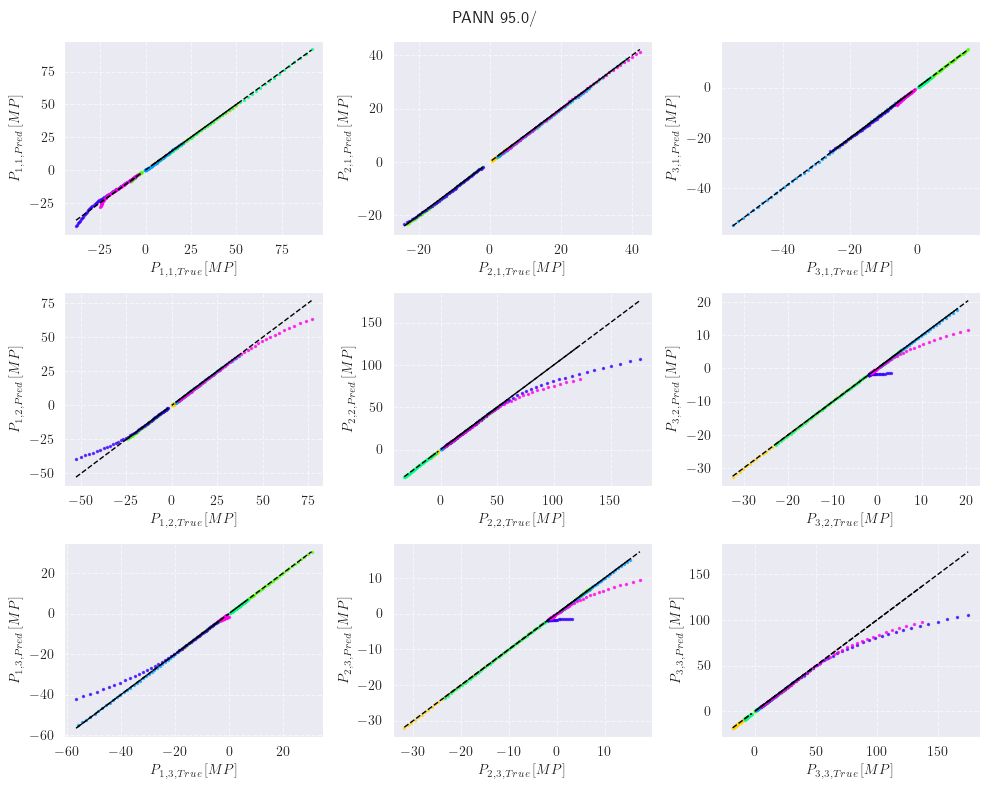 PANN 95.0/
75
50
25
0
−25
P_{1,1,Pred} [MP]
−25 0 25 50 75
P_{1,1,True} [MP]
40
20
0
−20
P_{2,1,Pred} [MP]
−20 0 20 40
P_{2,1,True} [MP]
0
−20
−40
P_{3,1,Pred} [MP]
−40 −20 0
P_{3,1,True} [MP]
75
50
25
0
−25
−50
P_{1,2,Pred} [MP]
−50 −25 0 25 50 75
P_{1,2,True} [MP]
150
100
50
0
P_{2,2,Pred} [MP]
0 50 100 150
P_{2,2,True} [MP]
20
10
0
−10
−20
−30
P_{3,2,Pred} [MP]
−30 −20 −10 0 10 20
P_{3,2,True} [MP]
20
0
−20
−40
−60
P_{1,3,Pred} [MP]
−60 −40 −20 0 20
P_{1,3,True} [MP]
10
0
−10
−20
−30
P_{2,3,Pred} [MP]
−30 −20 −10 0 10
P_{2,3,True} [MP]
150
100
50
0
P_{3,3,Pred} [MP]
0 50 100 150
P_{3,3,True} [MP]